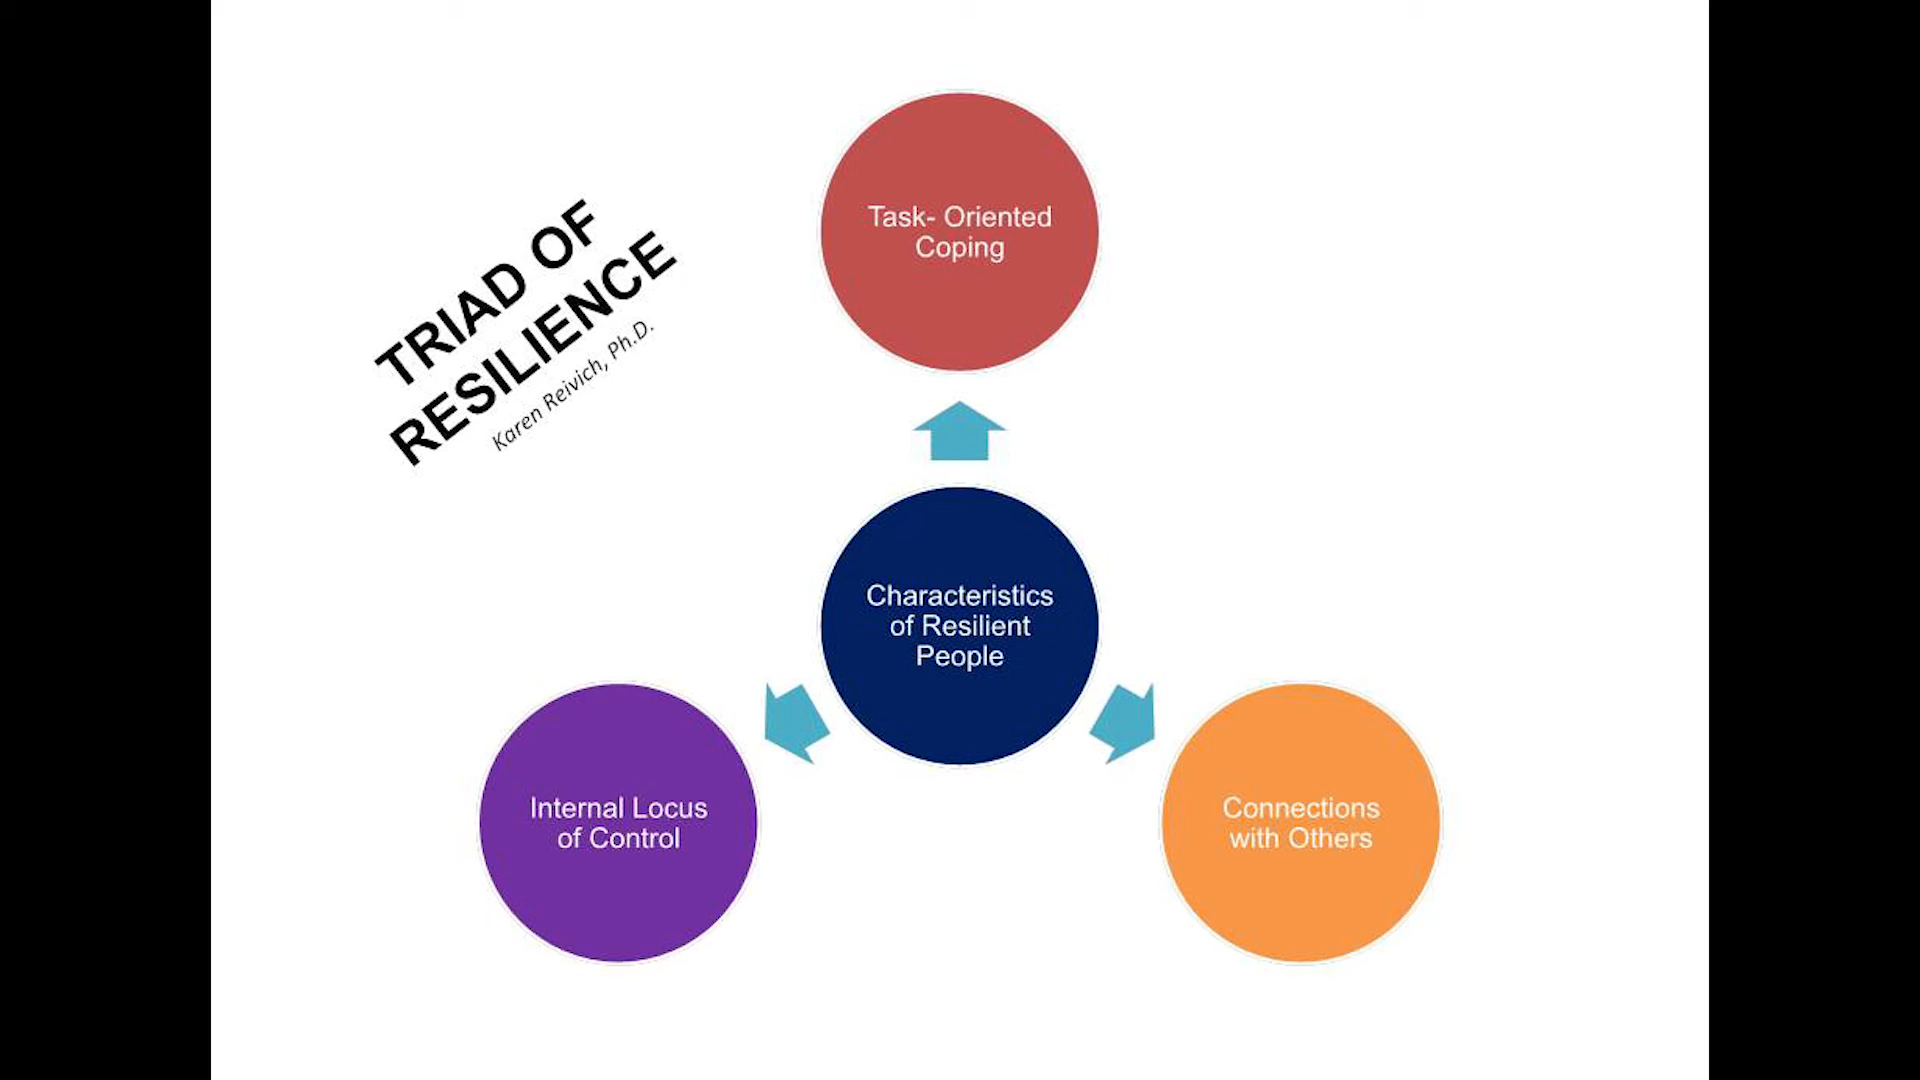 TRIAD OF
RESILIENCE
Karen Reivich, Ph.D.
Task- Oriented
Coping
Characteristics
of Resilient
People
Internal Locus
of Control
Connections
with Others